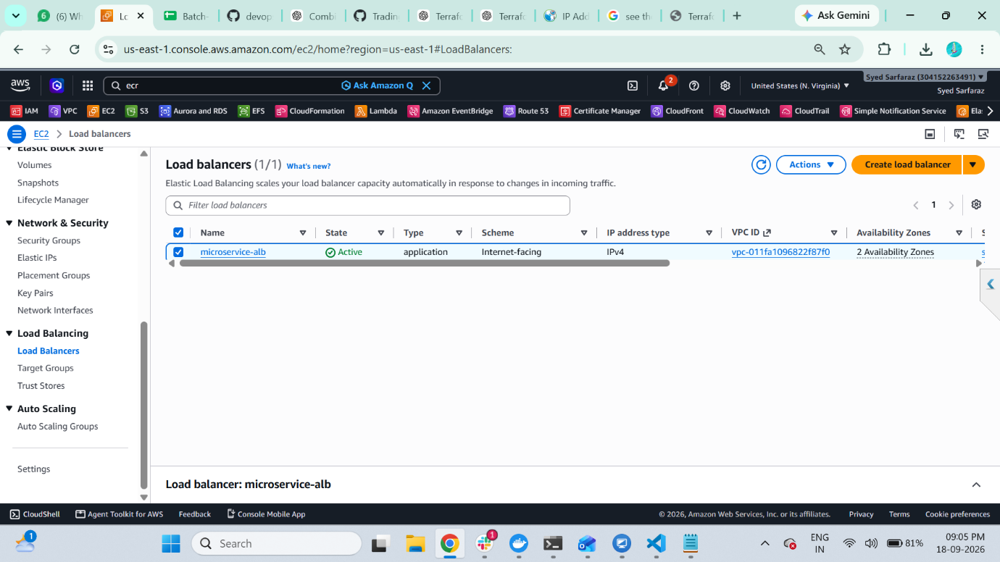 (6) Wh
Lo
Batch-
devop
Combi
Tradin
Terrafo
Terrafo
IP Add
see the
Terrafo
Ask Gemini
us-east-1.console.aws.amazon.com/ec2/home?region=us-east-1#LoadBalancers:
aws
ecr
Ask Amazon Q
2
United States (N. Virginia)
Syed Sarfaraz (304152263491)
Syed Sarfaraz
IAM
VPC
EC2
S3
Aurora and RDS
EFS
CloudFormation
Lambda
Amazon EventBridge
Route 53
Certificate Manager
CloudFront
CloudWatch
CloudTrail
Simple Notification Service
Elas
EC2
Load balancers
Elastic Block Store
Volumes
Snapshots
Lifecycle Manager
Network & Security
Security Groups
Elastic IPs
Placement Groups
Key Pairs
Network Interfaces
Load Balancing
Load Balancers
Target Groups
Trust Stores
Auto Scaling
Auto Scaling Groups
Settings
Load balancers (1/1) What's new?
Actions
Create load balancer
Elastic Load Balancing scales your load balancer capacity automatically in response to changes in incoming traffic.
Filter load balancers
1
Name State Type Scheme IP address type VPC ID Availability Zones S
microservice-alb Active application Internet-facing IPv4 vpc-011fa1096822f87f0 2 Availability Zones s
Load balancer: microservice-alb
CloudShell
Agent Toolkit for AWS
Feedback
Console Mobile App
© 2026, Amazon Web Services, Inc. or its affiliates.
Privacy
Terms
Cookie preferences
1
Search
1
ENG
IN
81%
09:05 PM
18-09-2026